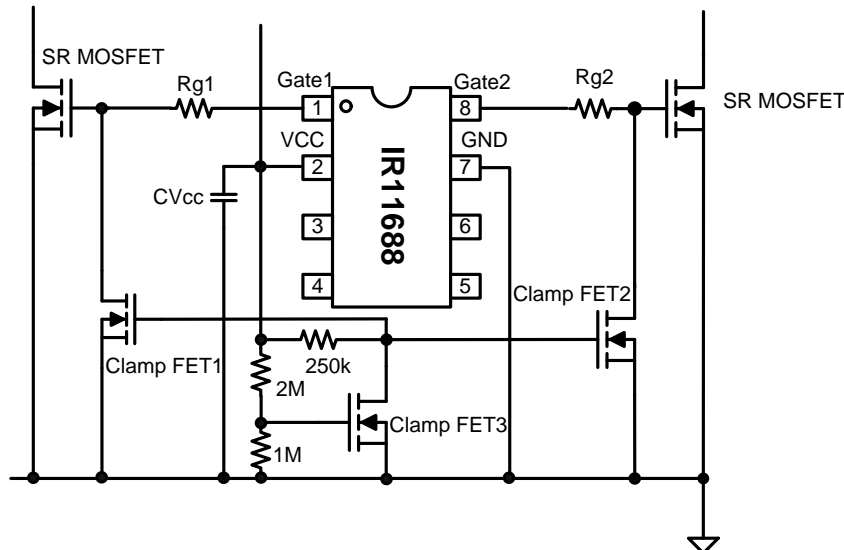 SR MOSFET
Rg1
Gate1
1
8
Gate2
Rg2
SR MOSFET
VCC
2
7
GND
IR11688
CVcc
3
6
4
5
Clamp FET2
Clamp FET1
250k
2M
Clamp FET3
1M